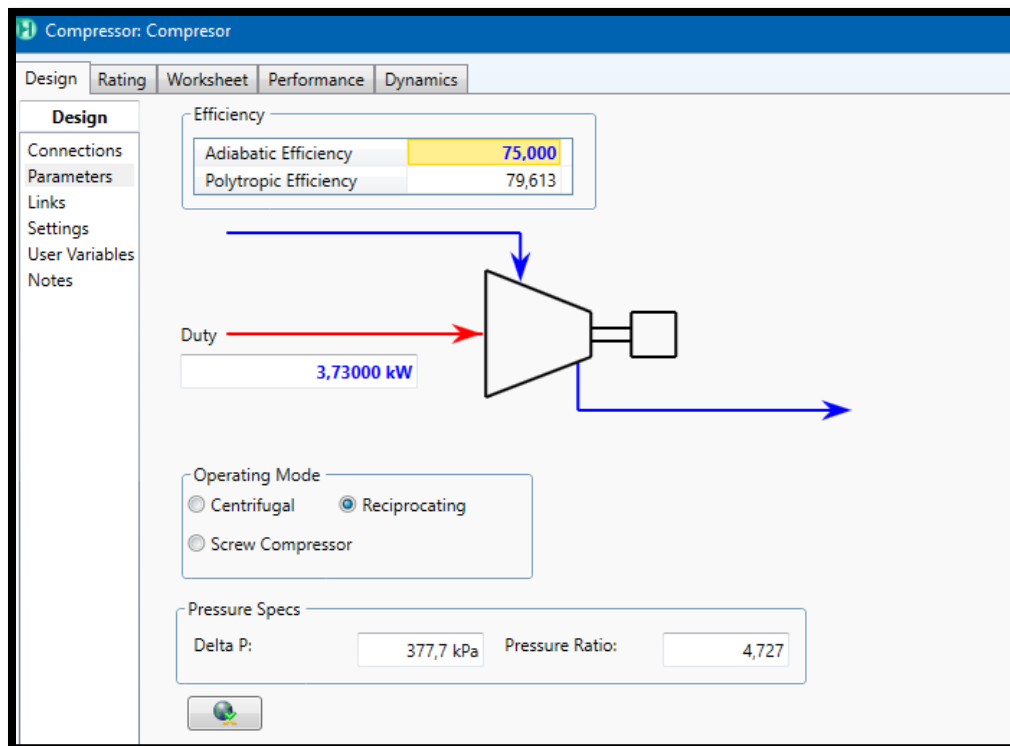 Compressor: Compresor
Design Rating Worksheet Performance Dynamics
Design
Connections
Parameters
Links
Settings
User Variables
Notes
Efficiency
Adiabatic Efficiency 75,000
Polytropic Efficiency 79,613
Duty
3,73000 kW
Operating Mode
Centrifugal Reciprocating
Screw Compressor
Pressure Specs
Delta P: 377,7 kPa Pressure Ratio: 4,727